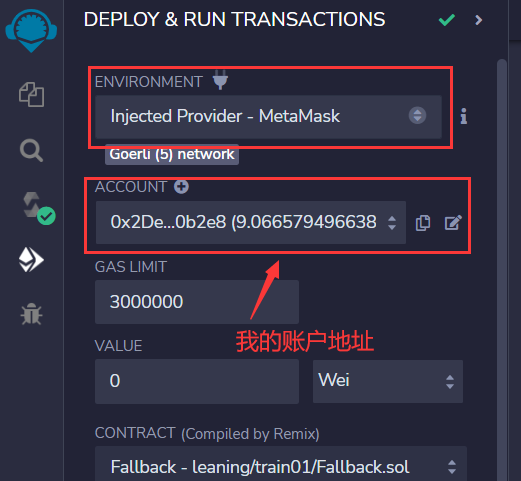 DEPLOY & RUN TRANSACTIONS
ENVIRONMENT
Injected Provider - MetaMask
Goerli (5) network
ACCOUNT
0x2De...0b2e8 (9.066579496638
GAS LIMIT
3000000
我的账户地址
VALUE
0 Wei
CONTRACT (Compiled by Remix)
Fallback - leaning/train01/Fallback.sol